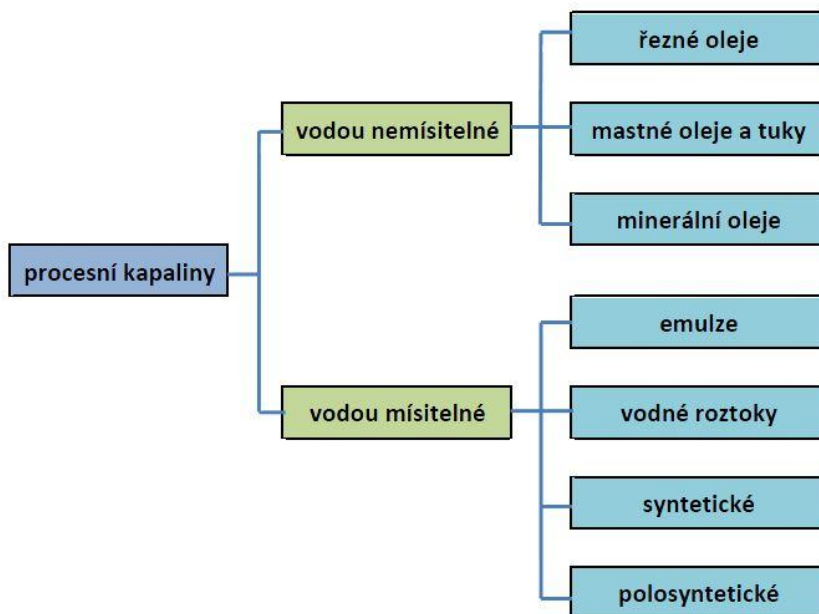 řezné oleje
vodou nemísitelné
mastné oleje a tuky
minerální oleje
procesní kapaliny
emulze
vodou mísitelné
vodné roztoky
syntetické
polosyntetické